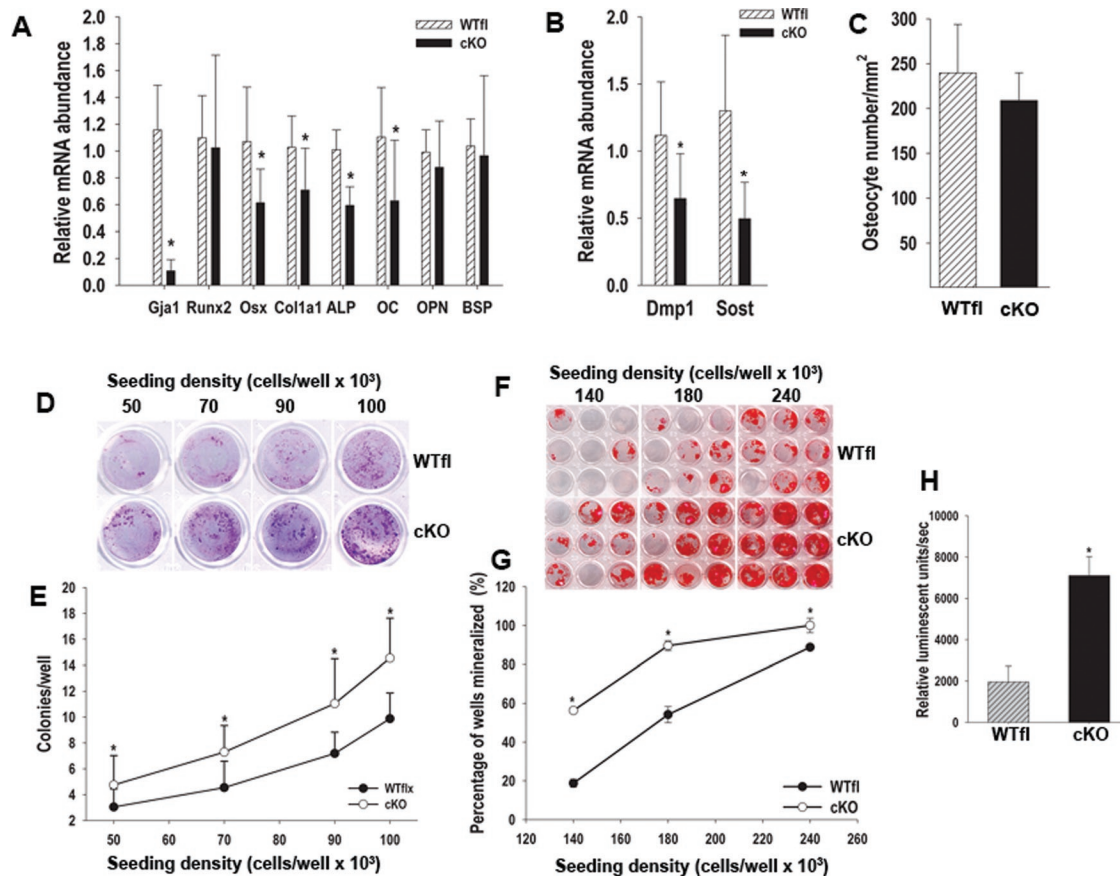 A
Relative mRNA abundance
2.0
1.8
1.6
1.4
1.2
1.0
0.8
0.6
0.4
0.2
0.0
WTfl
cKO
*
*
*
*
*
Gja1 Runx2 Osx Col1a1 ALP OC OPN BSP
B
Relative mRNA abundance
2.0
1.5
1.0
0.5
0.0
WTfl
cKO
*
*
Dmp1 Sost
C
Osteocyte number/mm²
300
250
200
150
100
50
WTfl cKO
D
Seeding density (cells/well x 10³)
50 70 90 100
WTfl
cKO
E
Colonies/well
20
18
16
14
12
10
8
6
4
2
*
*
*
*
WTflx
cKO
50 60 70 80 90 100
Seeding density (cells/well x 10³)
F
Seeding density (cells/well x 10³)
140 180 240
WTfl
cKO
G
Percentage of wells mineralized (%)
120
100
80
60
40
20
0
*
*
*
WTfl
cKO
120 140 160 180 200 220 240 260
Seeding density (cells/well x 10³)
H
Relative luminescent units/sec
10000
8000
6000
4000
2000
0
*
WTfl cKO